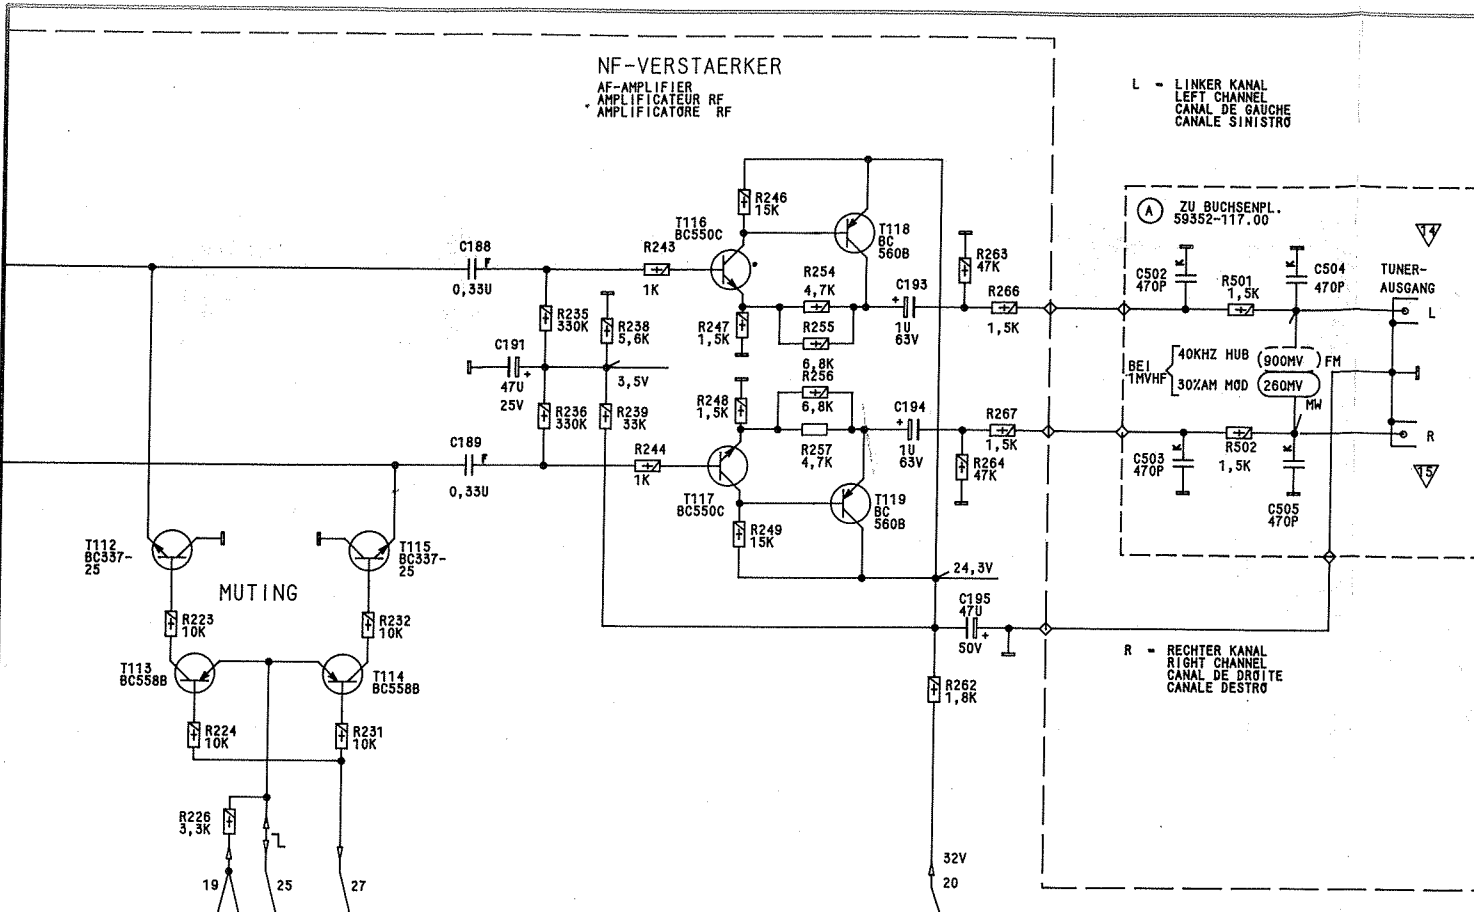 NF-VERSTAERKER
AF-AMPLIFIER
AMPLIFICATEUR RF
AMPLIFICATORE RF
L - LINKER KANAL
LEFT CHANNEL
CANAL DE GAUCHE
CANALE SINISTRO
A ZU BUCHSENPL.
59352-117.00
14
TUNER-
AUSGANG
L
R
15
R246
15K
T116
BC550C
T118
BC
560B
C188
F
0,33U
R243
1K
R254
4,7K
C193
+
1U
63V
R263
47K
R266
1,5K
C502
470P
K
R501
1,5K
K
C504
470P
R235
330K
R238
5,6K
R247
1,5K
R255
6,8K
C191
+
47U
25V
3,5V
BEI
1MVHF
40KHZ HUB
900MV
FM
30%AM MOD
260MV
MW
R256
6,8K
R248
1,5K
R236
330K
R239
33K
C194
+
1U
63V
R267
1,5K
C189
F
0,33U
R244
1K
R257
4,7K
R264
47K
C503
470P
K
R502
1,5K
K
C505
470P
T117
BC550C
T119
BC
560B
R249
15K
T112
BC337-
25
T115
BC337-
25
MUTING
24,3V
C195
47U
+
50V
R223
10K
R232
10K
R - RECHTER KANAL
RIGHT CHANNEL
CANAL DE DROITE
CANALE DESTRO
T113
BC558B
T114
BC558B
R262
1,8K
R224
10K
R231
10K
R226
3,3K
19
25
27
32V
20